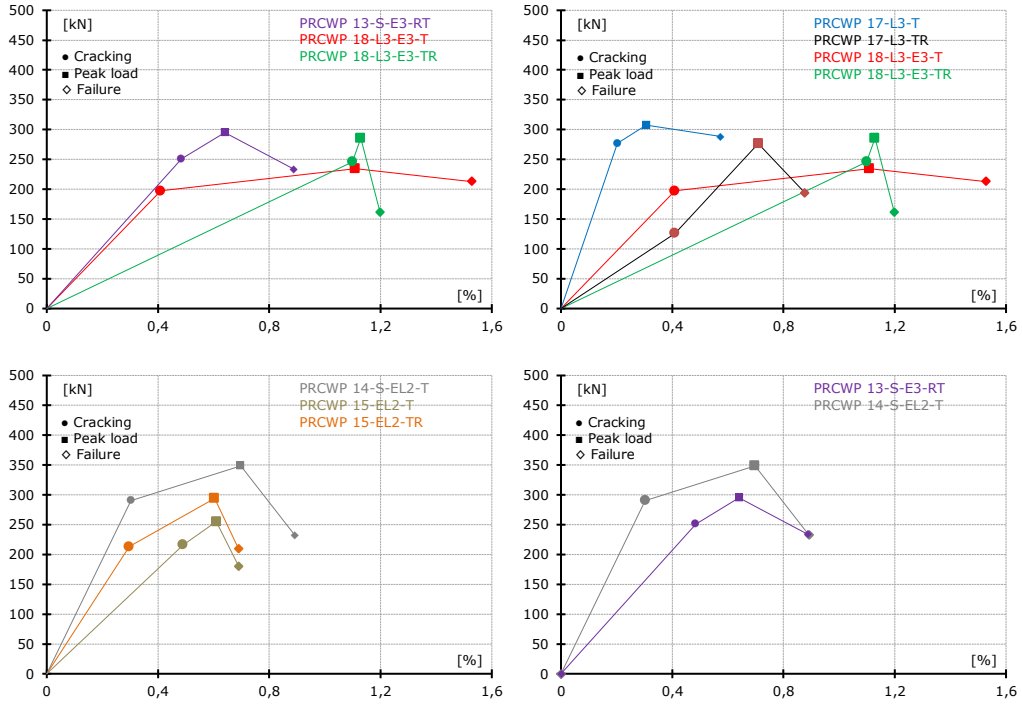 500
450
400
350
300
250
200
150
100
50
0
[kN]
PRCWP 13-S-E3-RT
PRCWP 18-L3-E3-T
PRCWP 18-L3-E3-TR
Cracking
Peak load
Failure
[%]
0
0,4
0,8
1,2
1,6
500
450
400
350
300
250
200
150
100
50
0
[kN]
PRCWP 17-L3-T
PRCWP 17-L3-TR
PRCWP 18-L3-E3-T
PRCWP 18-L3-E3-TR
Cracking
Peak load
Failure
[%]
0
0,4
0,8
1,2
1,6
500
450
400
350
300
250
200
150
100
50
0
[kN]
PRCWP 14-S-EL2-T
PRCWP 15-EL2-T
PRCWP 15-EL2-TR
Cracking
Peak load
Failure
[%]
0
0,4
0,8
1,2
1,6
500
450
400
350
300
250
200
150
100
50
0
[kN]
PRCWP 13-S-E3-RT
PRCWP 14-S-EL2-T
Cracking
Peak load
Failure
[%]
0
0,4
0,8
1,2
1,6